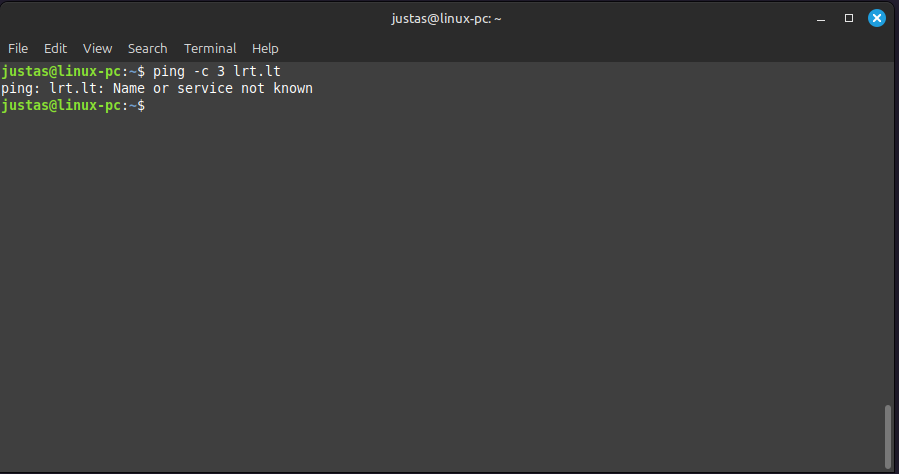 justas@linux-pc: ~
File Edit View Search Terminal Help
justas@linux-pc:~$ ping -c 3 lrt.lt
ping: lrt.lt: Name or service not known
justas@linux-pc:~$